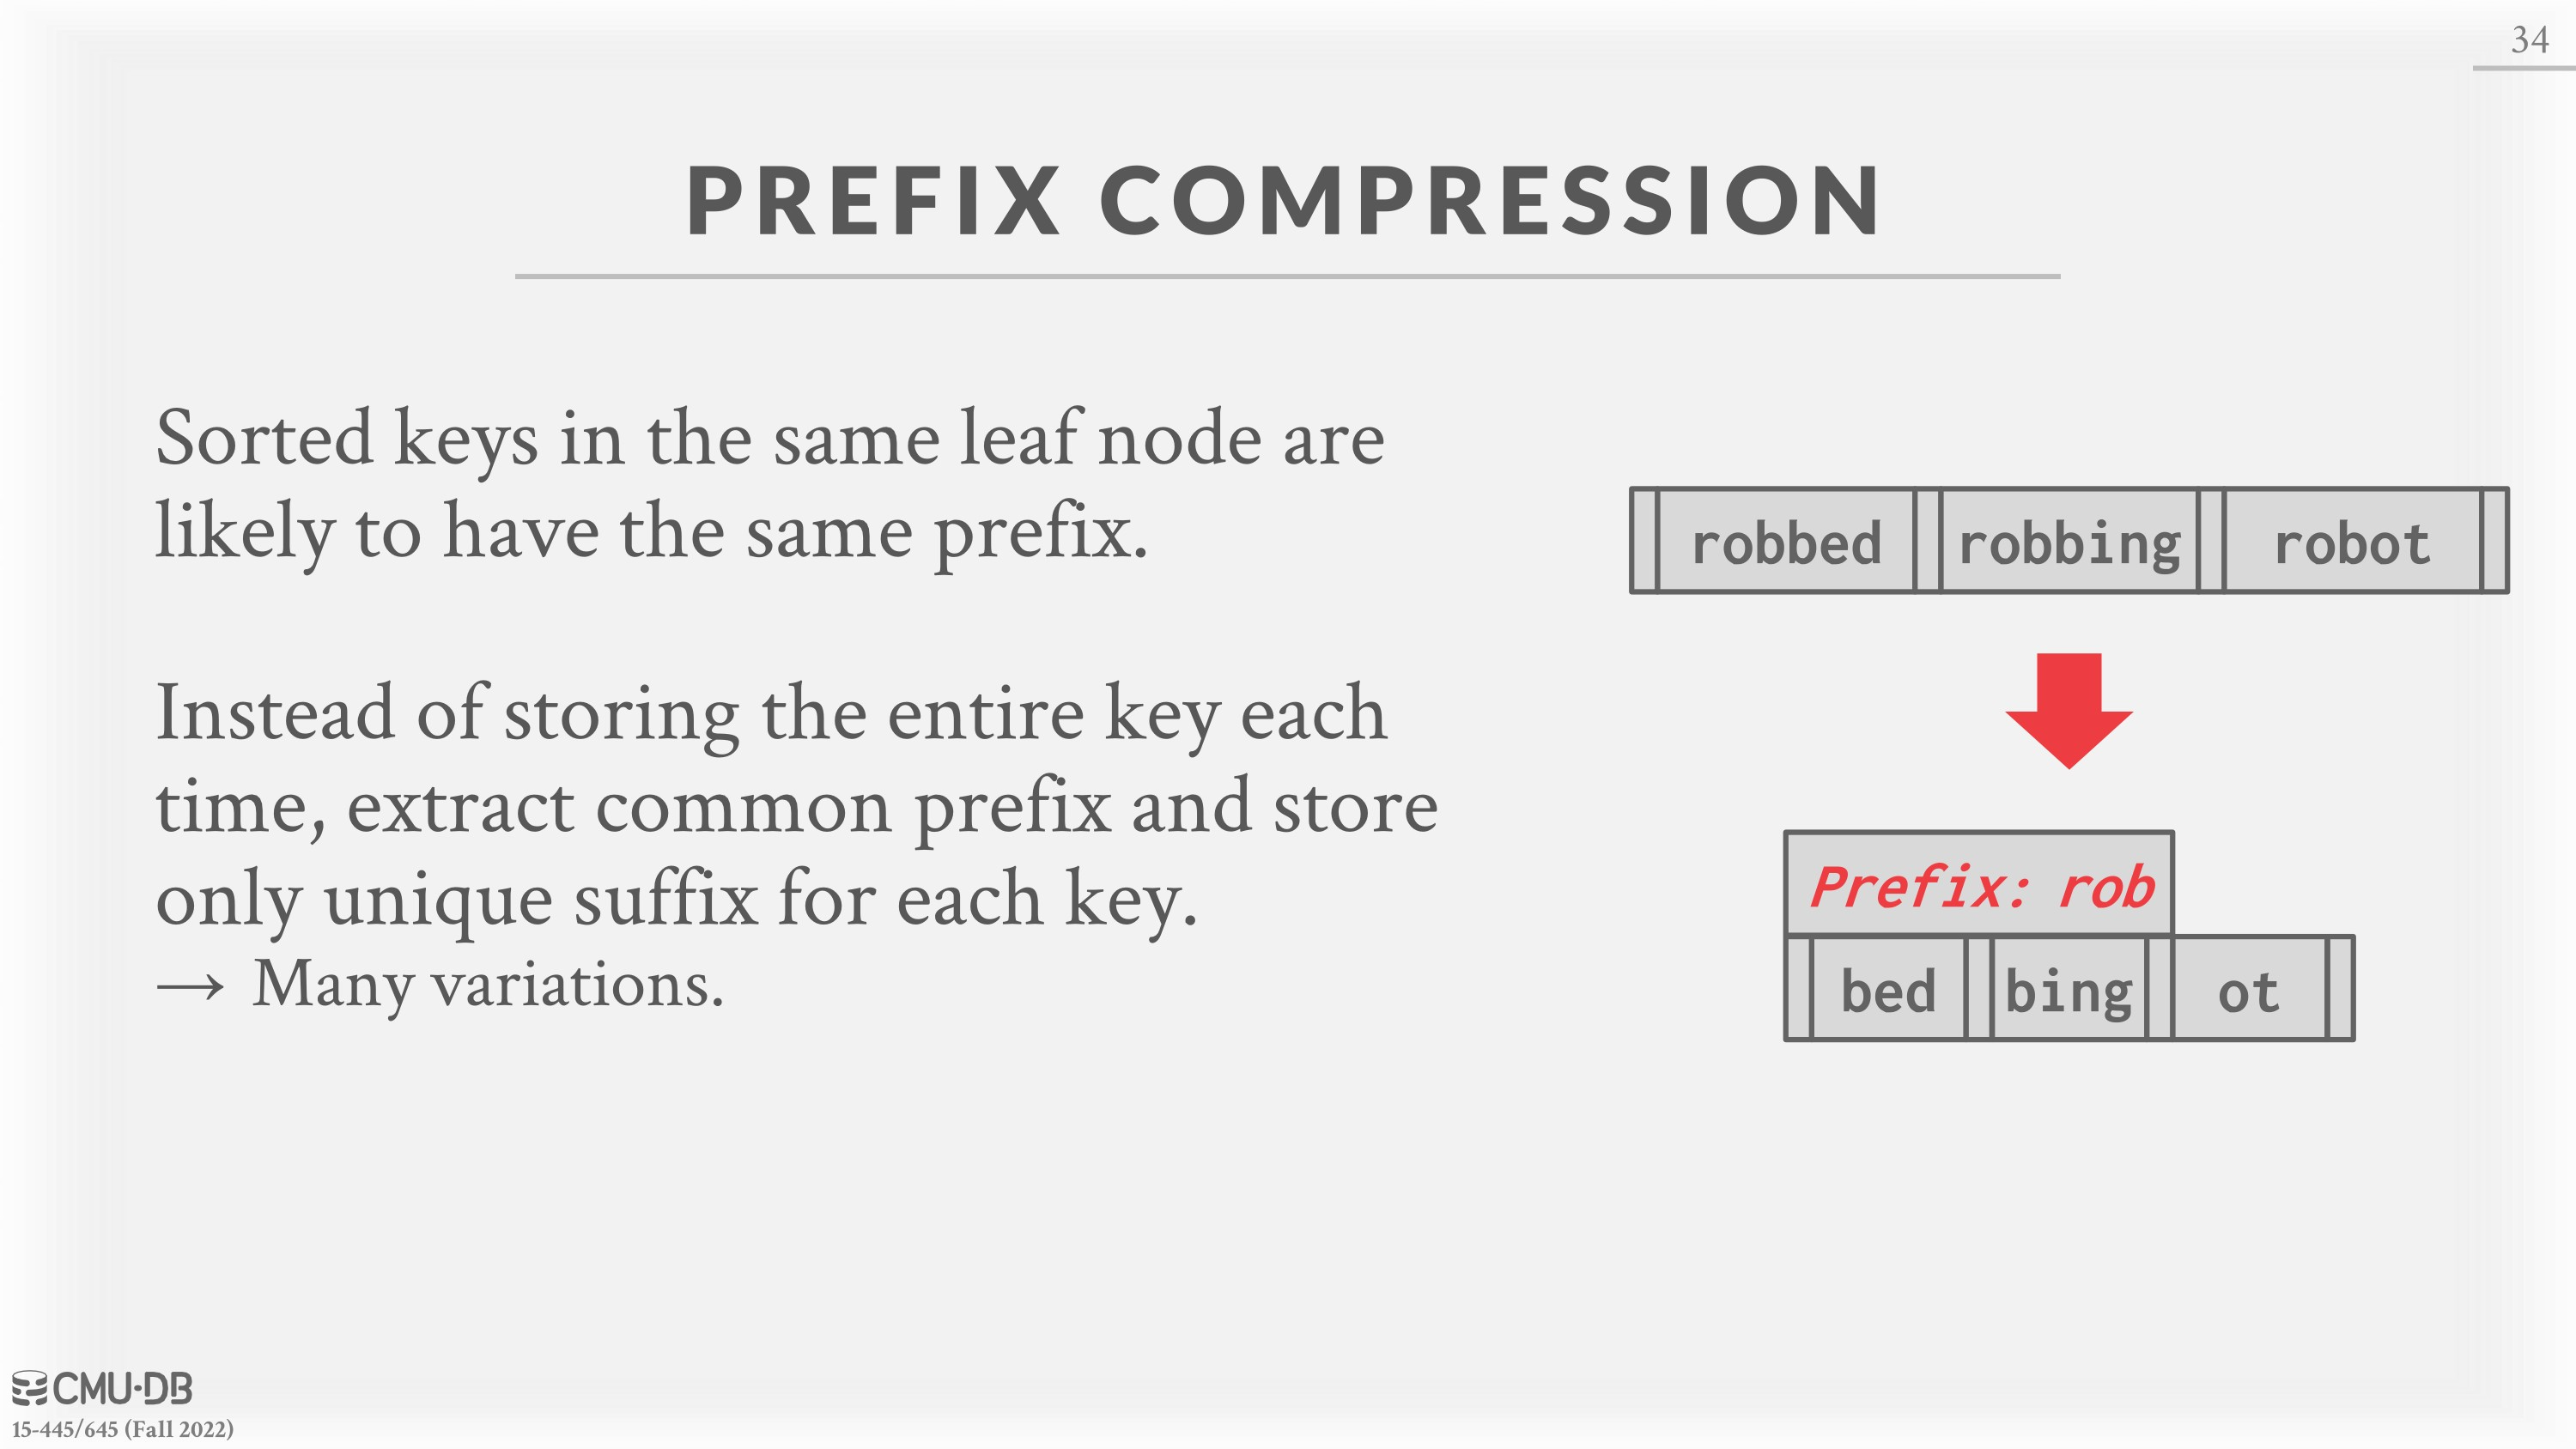 34
PREFIX COMPRESSION
Sorted keys in the same leaf node are
likely to have the same prefix.
Instead of storing the entire key each
time, extract common prefix and store
only unique suffix for each key.
→ Many variations.
robbed robbing robot
Prefix: rob
bed bing ot
CMU·DB
15-445/645 (Fall 2022)